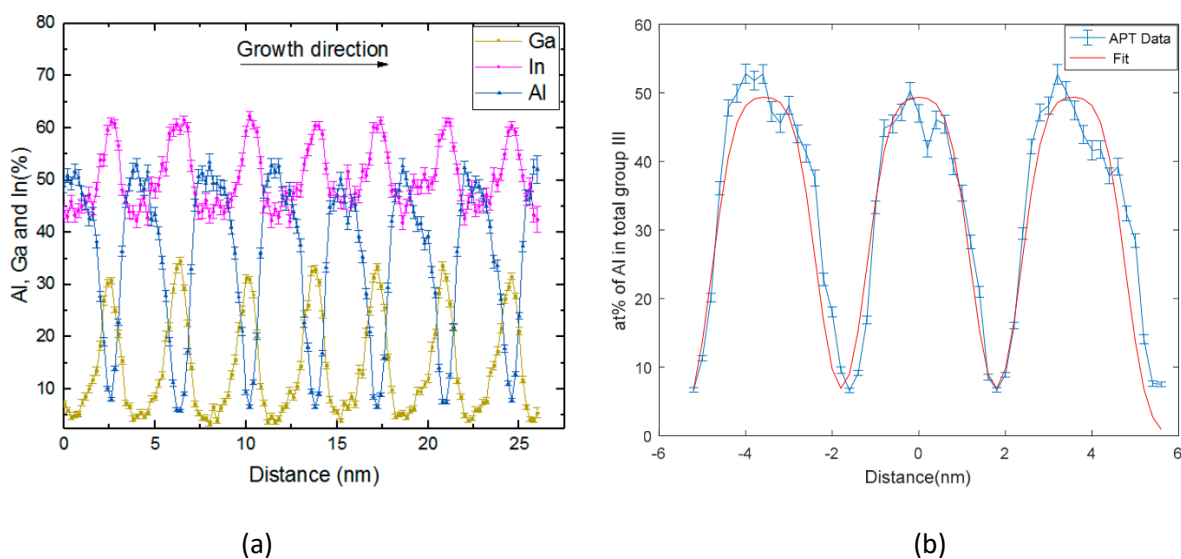 80
70
60
50
40
30
20
10
Al, Ga and In(%)
Growth direction
Ga
In
Al
0 5 10 15 20 25
Distance (nm)
(a)
60
50
40
30
20
10
0
at% of Al in total group III
APT Data
Fit
-6 -4 -2 0 2 4 6
Distance(nm)
(b)